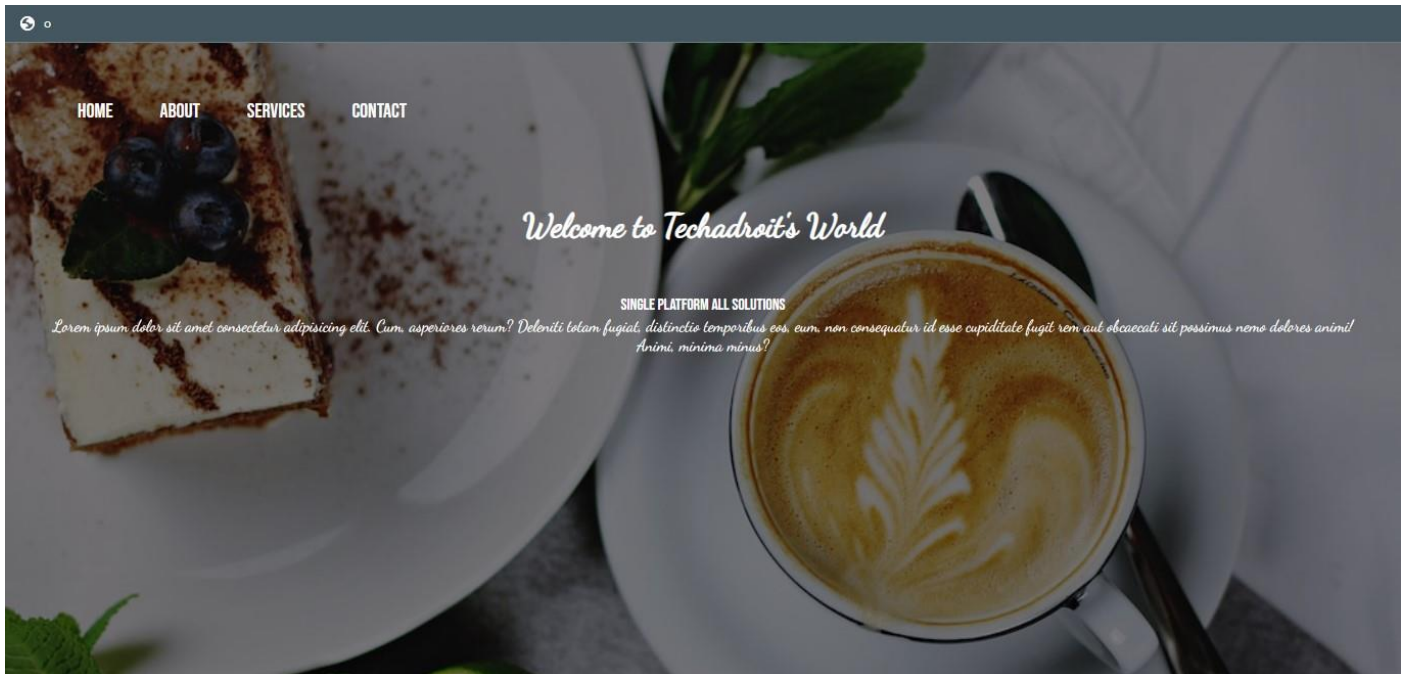 o
HOME ABOUT SERVICES CONTACT
Welcome to Techadroit's World
SINGLE PLATFORM ALL SOLUTIONS
Lorem ipsum dolor sit amet consectetur adipisicing elit. Cum, asperiores rerum? Deleniti totam fugiat, distinctio temporibus eos, eum, non consequatur id esse cupiditate fugit rem aut obcaecati sit possimus nemo dolores animi!
Animi, minima minus?